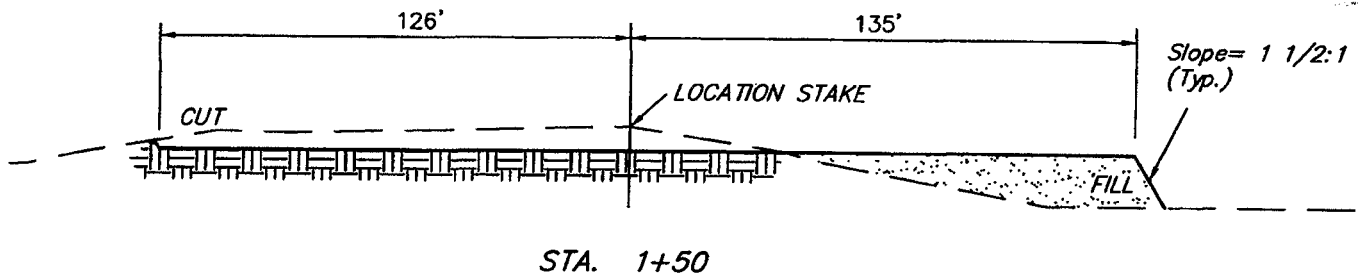 126'
135'
Slope= 1 1/2:1
(Typ.)
LOCATION STAKE
CUT
FILL
STA. 1+50